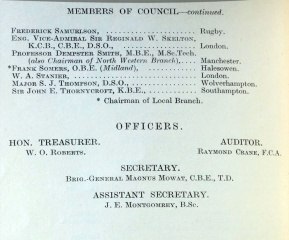 MEMBERS OF COUNCIL—continued.
FREDERICK SAMUELSON, Rugby.
ENG. VICE-ADMIRAL SIR REGINALD W. SKELTON,
K.C.B., C.B.E., D.S.O., London.
PROFESSOR DEMPSTER SMITH, M.B.E., M.Sc.Tech.
(also Chairman of North Western Branch), Manchester.
*FRANK SOMERS, O.B.E. (Midland), Halesowen.
W. A. STANIER, London.
MAJOR S. J. THOMPSON, D.S.O., Wolverhampton.
SIR JOHN E. THORNYCROFT, K.B.E., Southampton.
* Chairman of Local Branch.
OFFICERS.
HON. TREASURER. AUDITOR.
W. O. ROBERTS. RAYMOND CRANE, F.C.A.
SECRETARY.
BRIG.-GENERAL MAGNUS MOWAT, C.B.E., T.D.
ASSISTANT SECRETARY.
J. E. MONTGOMREY, B.Sc.